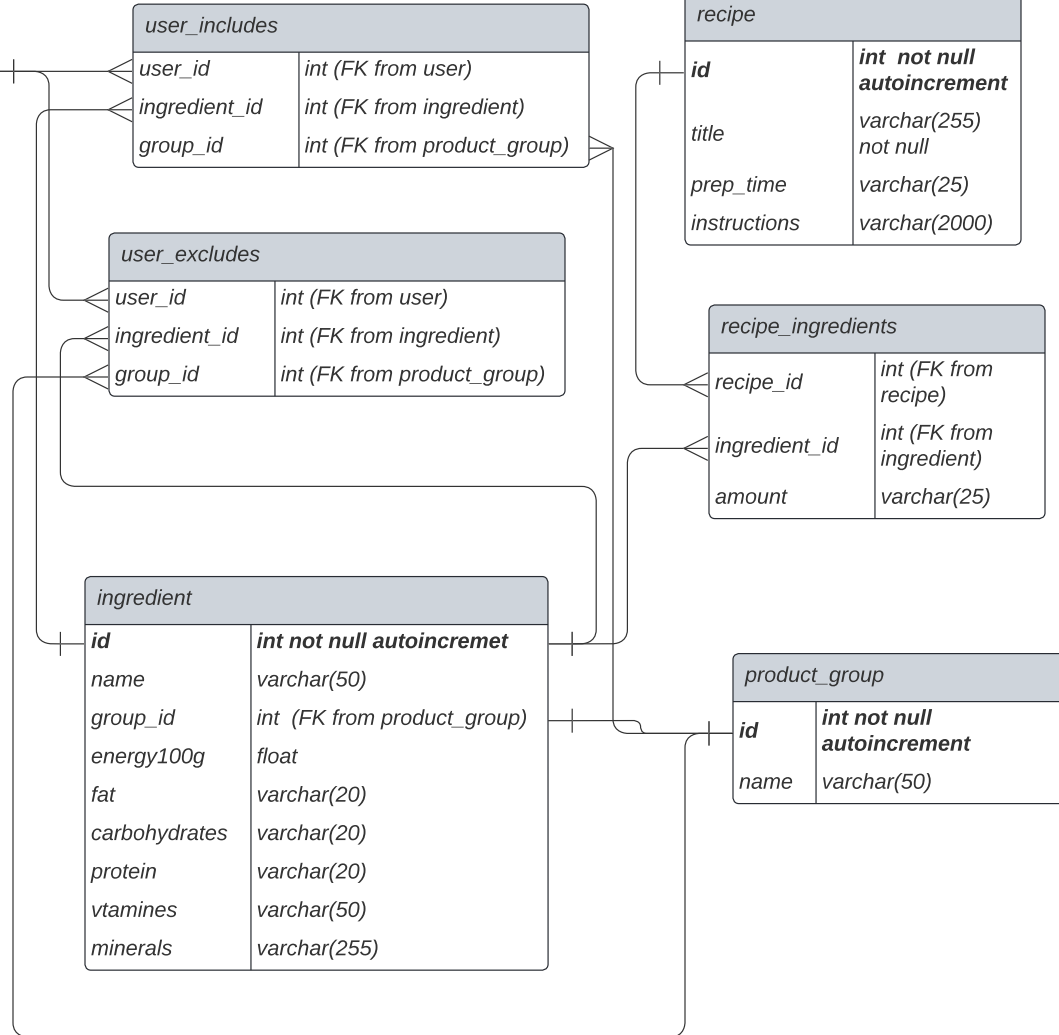 user_includes
user_id int (FK from user)
ingredient_id int (FK from ingredient)
group_id int (FK from product_group)
recipe
id int  not null
autoincrement
title varchar(255)
not null
prep_time varchar(25)
instructions varchar(2000)
user_excludes
user_id int (FK from user)
ingredient_id int (FK from ingredient)
group_id int (FK from product_group)
recipe_ingredients
recipe_id int (FK from
recipe)
ingredient_id int (FK from
ingredient)
amount varchar(25)
ingredient
id int not null autoincremet
name varchar(50)
group_id int  (FK from product_group)
energy100g float
fat varchar(20)
carbohydrates varchar(20)
protein varchar(20)
vtamines varchar(50)
minerals varchar(255)
product_group
id int not null
autoincrement
name varchar(50)